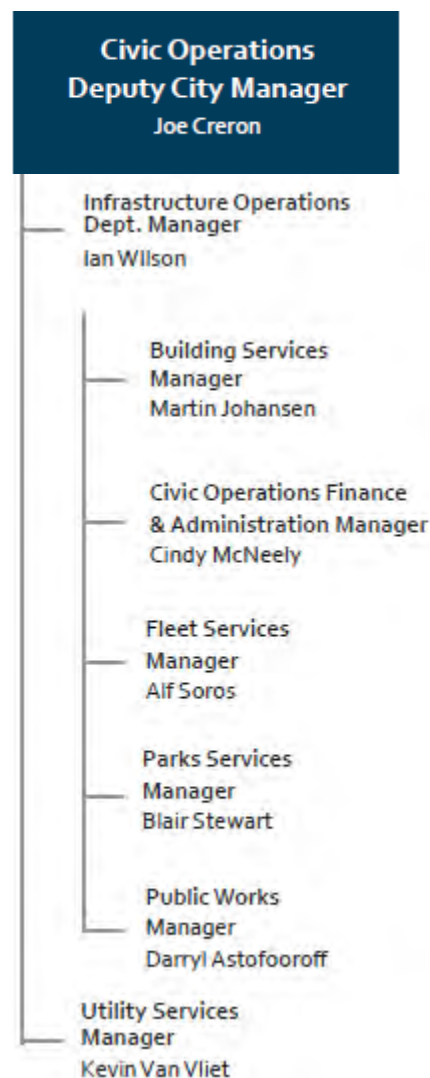 Civic Operations
Deputy City Manager
Joe Creron
Infrastructure Operations
Dept. Manager
Ian Wilson
Building Services
Manager
Martin Johansen
Civic Operations Finance
& Administration Manager
Cindy McNeely
Fleet Services
Manager
Alf Soros
Parks Services
Manager
Blair Stewart
Public Works
Manager
Darryl Astofooroff
Utility Services
Manager
Kevin Van Vliet